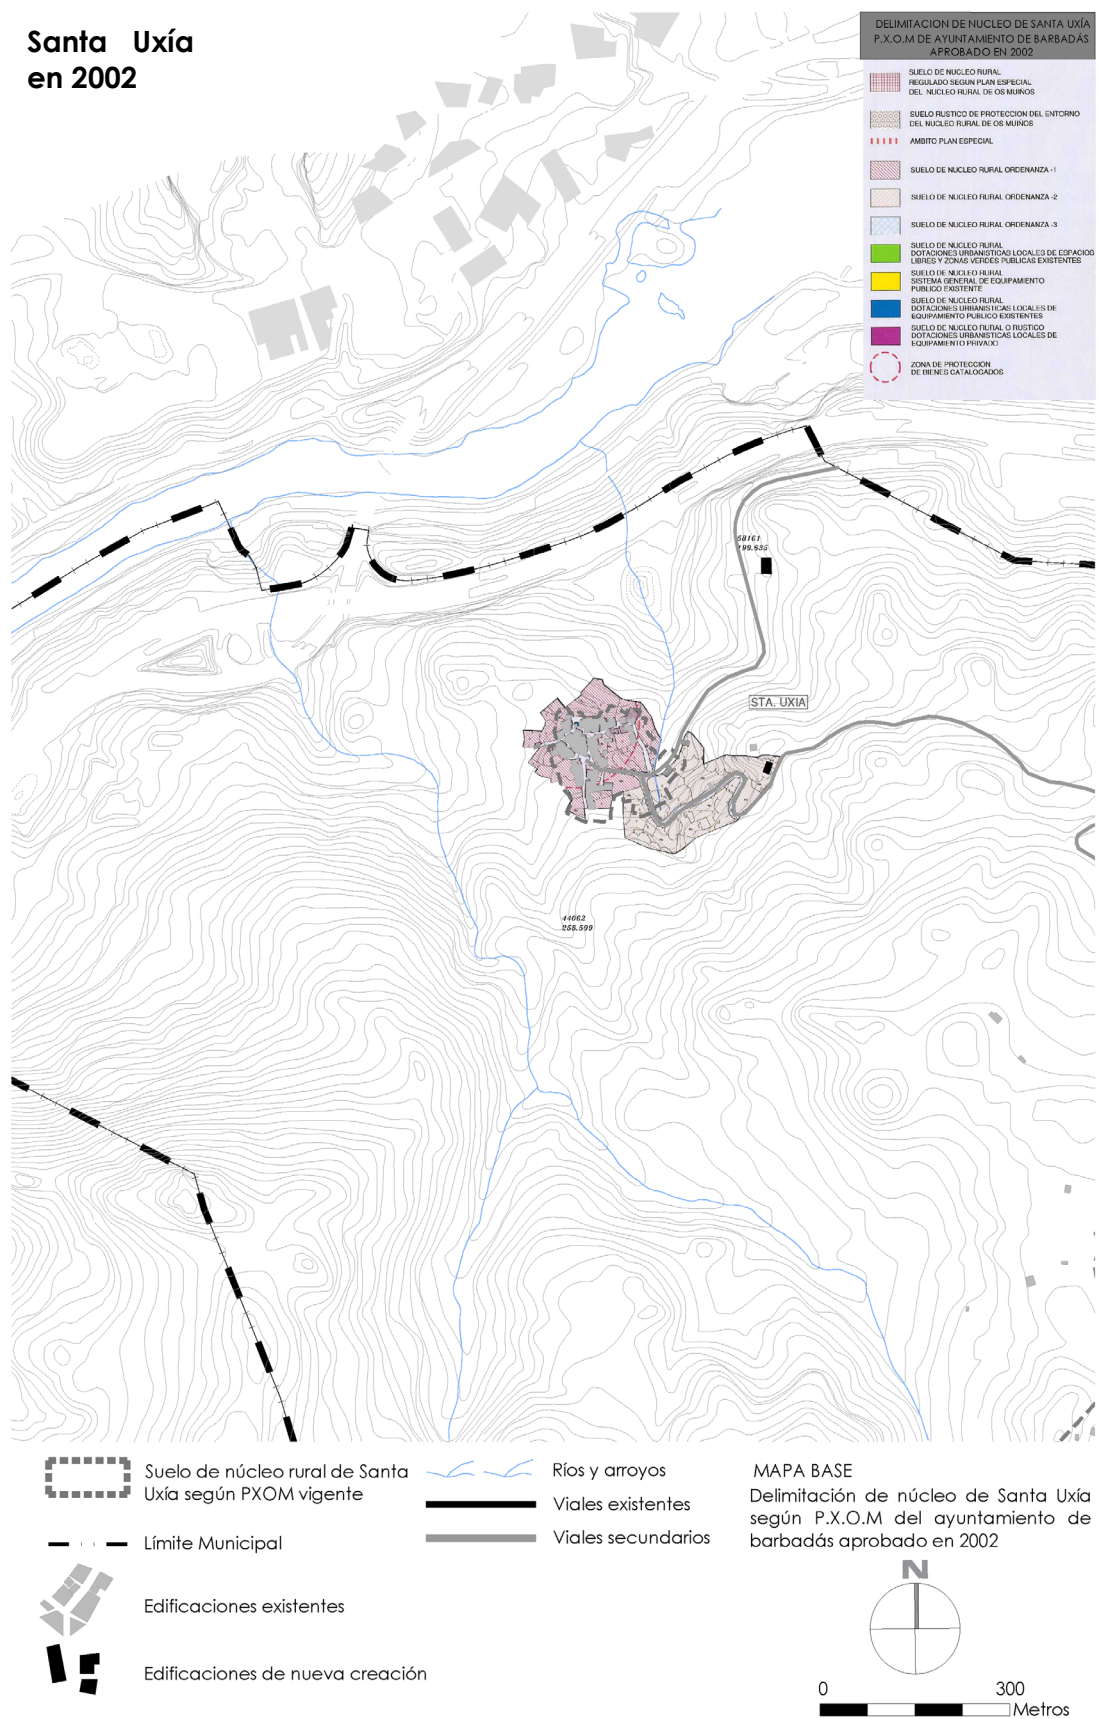 Santa Uxía
en 2002
DELIMITACION DE NUCLEO DE SANTA UXÍA
P.X.O.M DE AYUNTAMIENTO DE BARBADÁS
APROBADO EN 2002
SUELO DE NUCLEO RURAL
REGULADO SEGUN PLAN ESPECIAL
DEL NUCLEO RURAL DE OS MUIÑOS
SUELO RUSTICO DE PROTECCION DEL ENTORNO
DEL NUCLEO RURAL DE OS MUIÑOS
AMBITO PLAN ESPECIAL
SUELO DE NUCLEO RURAL ORDENANZA -1
SUELO DE NUCLEO RURAL ORDENANZA -2
SUELO DE NUCLEO RURAL ORDENANZA -3
SUELO DE NUCLEO RURAL
DOTACIONES URBANISTICAS LOCALES DE ESPACIOS
LIBRES Y ZONAS VERDES PUBLICAS EXISTENTES
SUELO DE NUCLEO RURAL
SISTEMA GENERAL DE EQUIPAMIENTO
PUBLICO EXISTENTE
SUELO DE NUCLEO RURAL
DOTACIONES URBANISTICAS LOCALES DE
EQUIPAMIENTO PUBLICO EXISTENTES
SUELO DE NUCLEO RURAL O RUSTICO
DOTACIONES URBANISTICAS LOCALES DE
EQUIPAMIENTO PRIVADO
ZONA DE PROTECCION
DE BIENES CATALOGADOS
58161
199.635
STA. UXIA
44062
256.599
Suelo de núcleo rural de Santa
Uxía según PXOM vigente
Límite Municipal
Edificaciones existentes
Edificaciones de nueva creación
Ríos y arroyos
Viales existentes
Viales secundarios
MAPA BASE
Delimitación de núcleo de Santa Uxía
según P.X.O.M del ayuntamiento de
barbadás aprobado en 2002
N
0 300
Metros